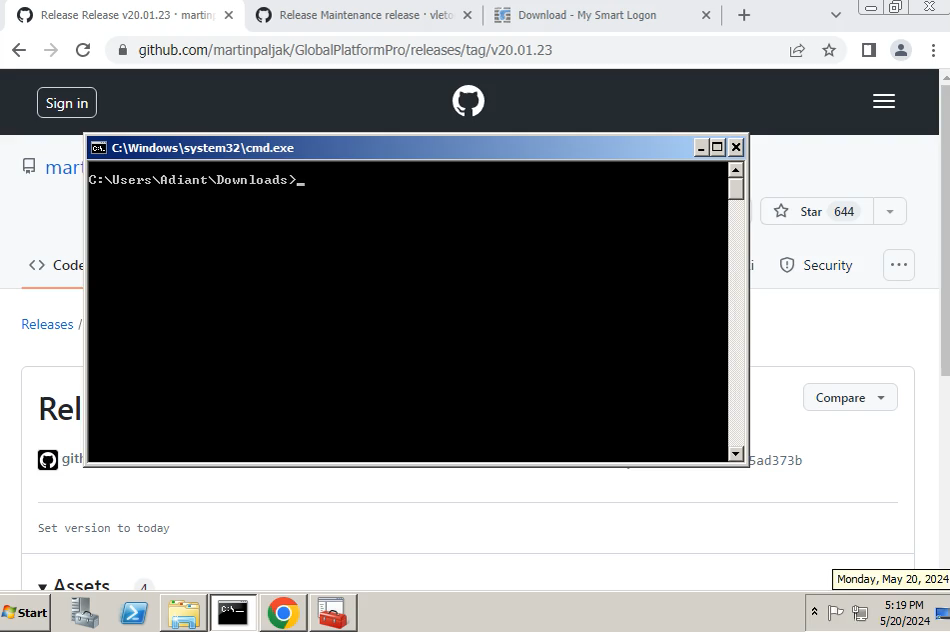 Release Release v20.01.23 · martin
Release Maintenance release · vleto
Download - My Smart Logon
github.com/martinpaljak/GlobalPlatformPro/releases/tag/v20.01.23
Sign in
C:\Windows\system32\cmd.exe
C:\Users\Adiant\Downloads>_
mart
Star 644
Code
i
Security
Releases /
Rel
Compare
gith
5ad373b
Set version to today
Assets 4
Monday, May 20, 2024
Start
C:\
5:19 PM
5/20/2024